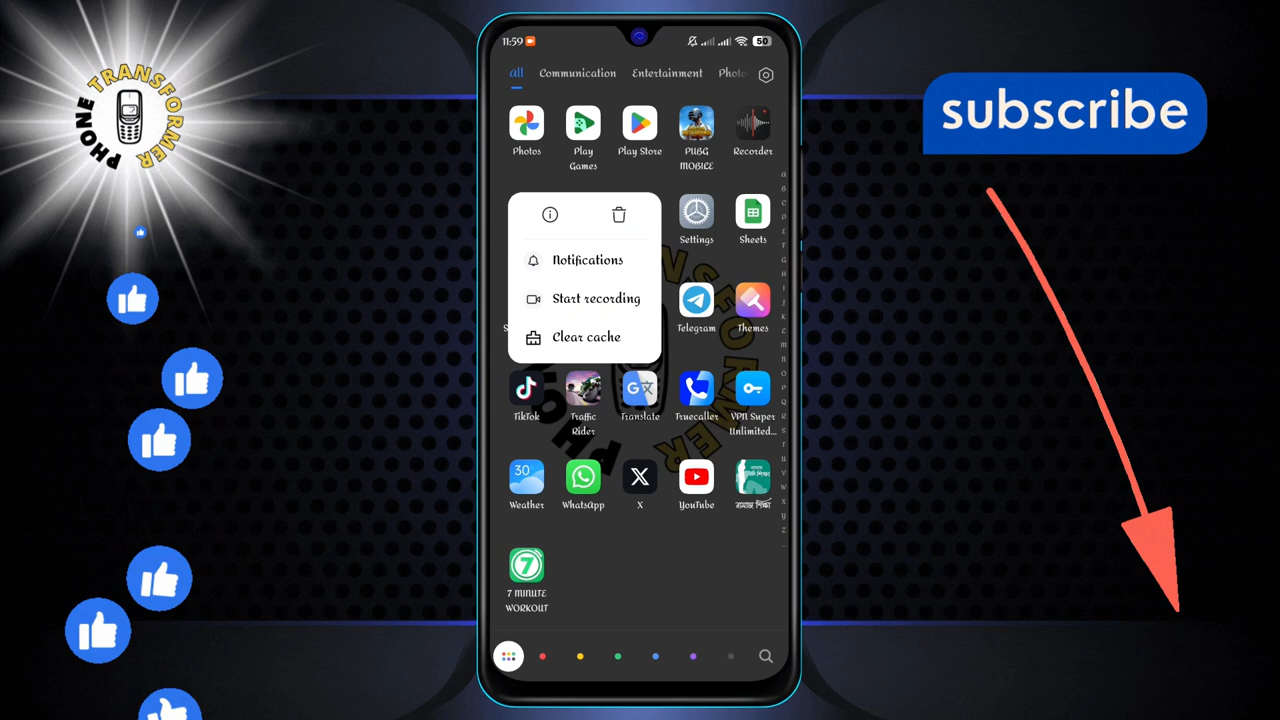 PHONE TRANSFORMER
subscribe
11:59
50
All Communication Entertainment Photo
Photos
Play Games
Play Store
PUBG MOBILE
Recorder
Notifications
Start recording
Clear cache
Settings
Sheets
S
Telegram
Themes
TikTok
Traffic Rider
Translate
Truecaller
VPN Super Unlimited...
30°
Weather
WhatsApp
X
YouTube
নামাজ শিক্ষা
7
7 MINUTE WORKOUT